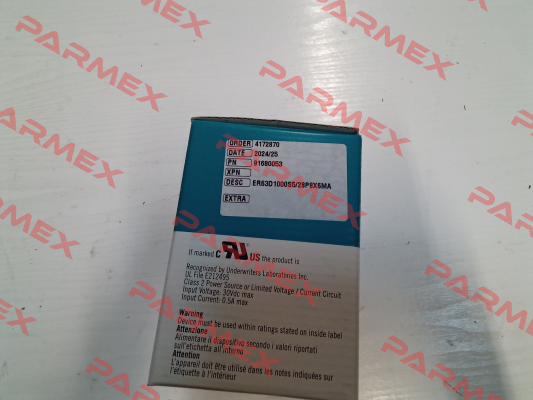 PARMEX
PARMEX
PARMEX
PARMEX
PARMEX
PARMEX
PARMEX
ORDER 4172870
DATE 2024/25
PN 91680053
XPN
DESC ER63D1000S5/28P9X6MA
EXTRA
If marked c RU US the product is
Recognized by Underwriters Laboratories Inc.
UL File E212495
Class 2 Power Source or Limited Voltage / Current Circuit
Input Voltage: 30Vdc max
Input Current: 0.5A max
Warning
Device must be used within ratings stated on inside label
Attenzione
Alimentare il dispositivo secondo i valori riportati
sull'etichetta all'interno
Attention
L'appareil doit être utilisé dans les notes indiquées sur
l'étiquette à l'intérieur